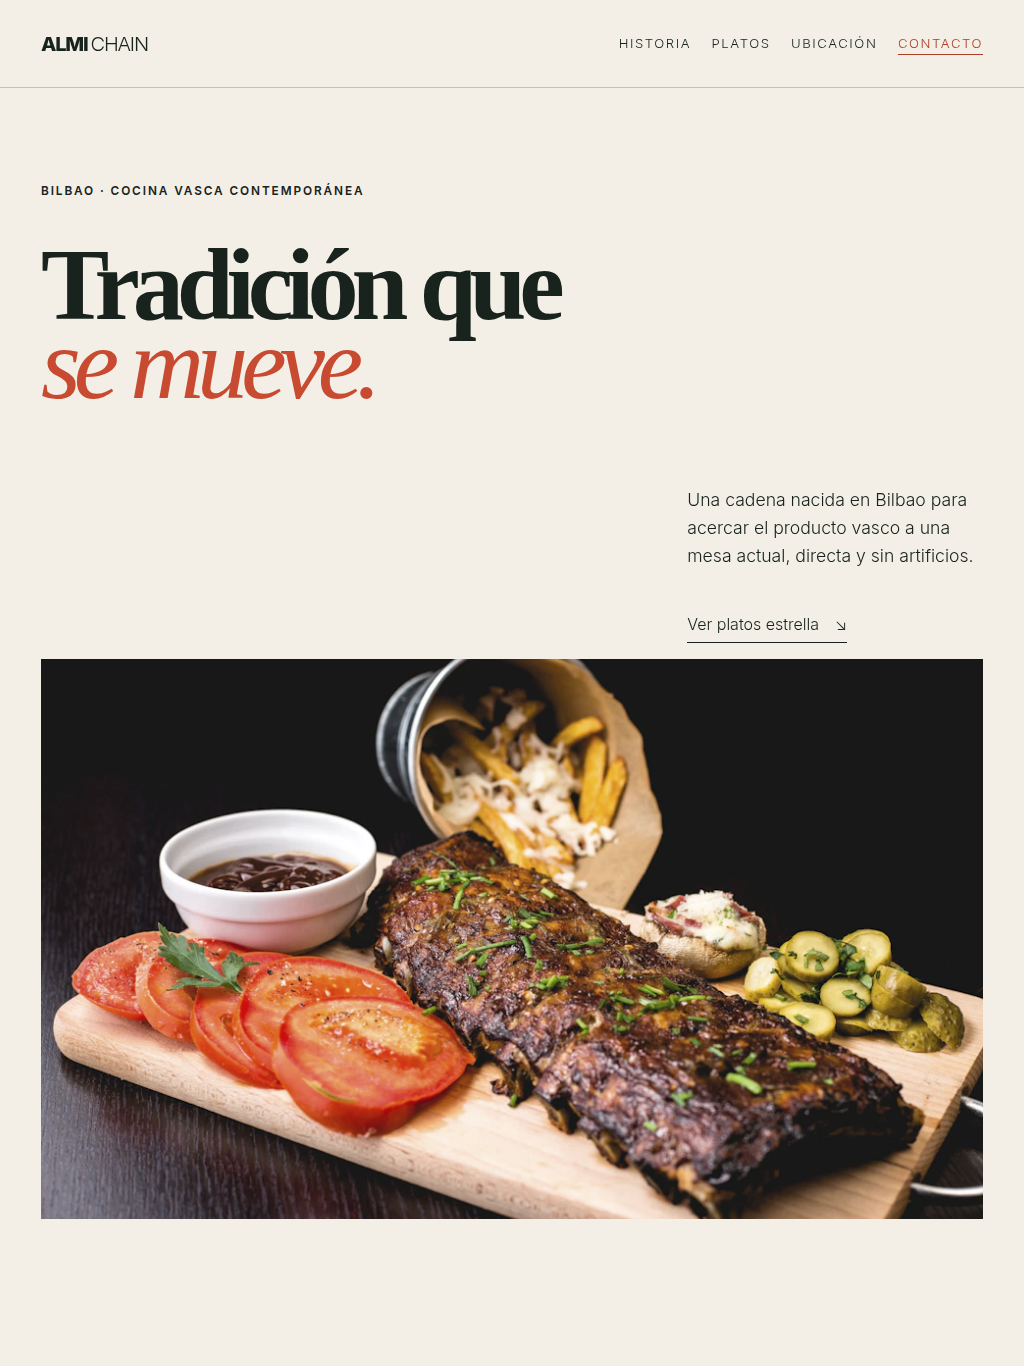 ALMI CHAIN
HISTORIA PLATOS UBICACIÓN CONTACTO
BILBAO · COCINA VASCA CONTEMPORÁNEA
Tradición que
se mueve.
Una cadena nacida en Bilbao para
acercar el producto vasco a una
mesa actual, directa y sin artificios.
Ver platos estrella ↘